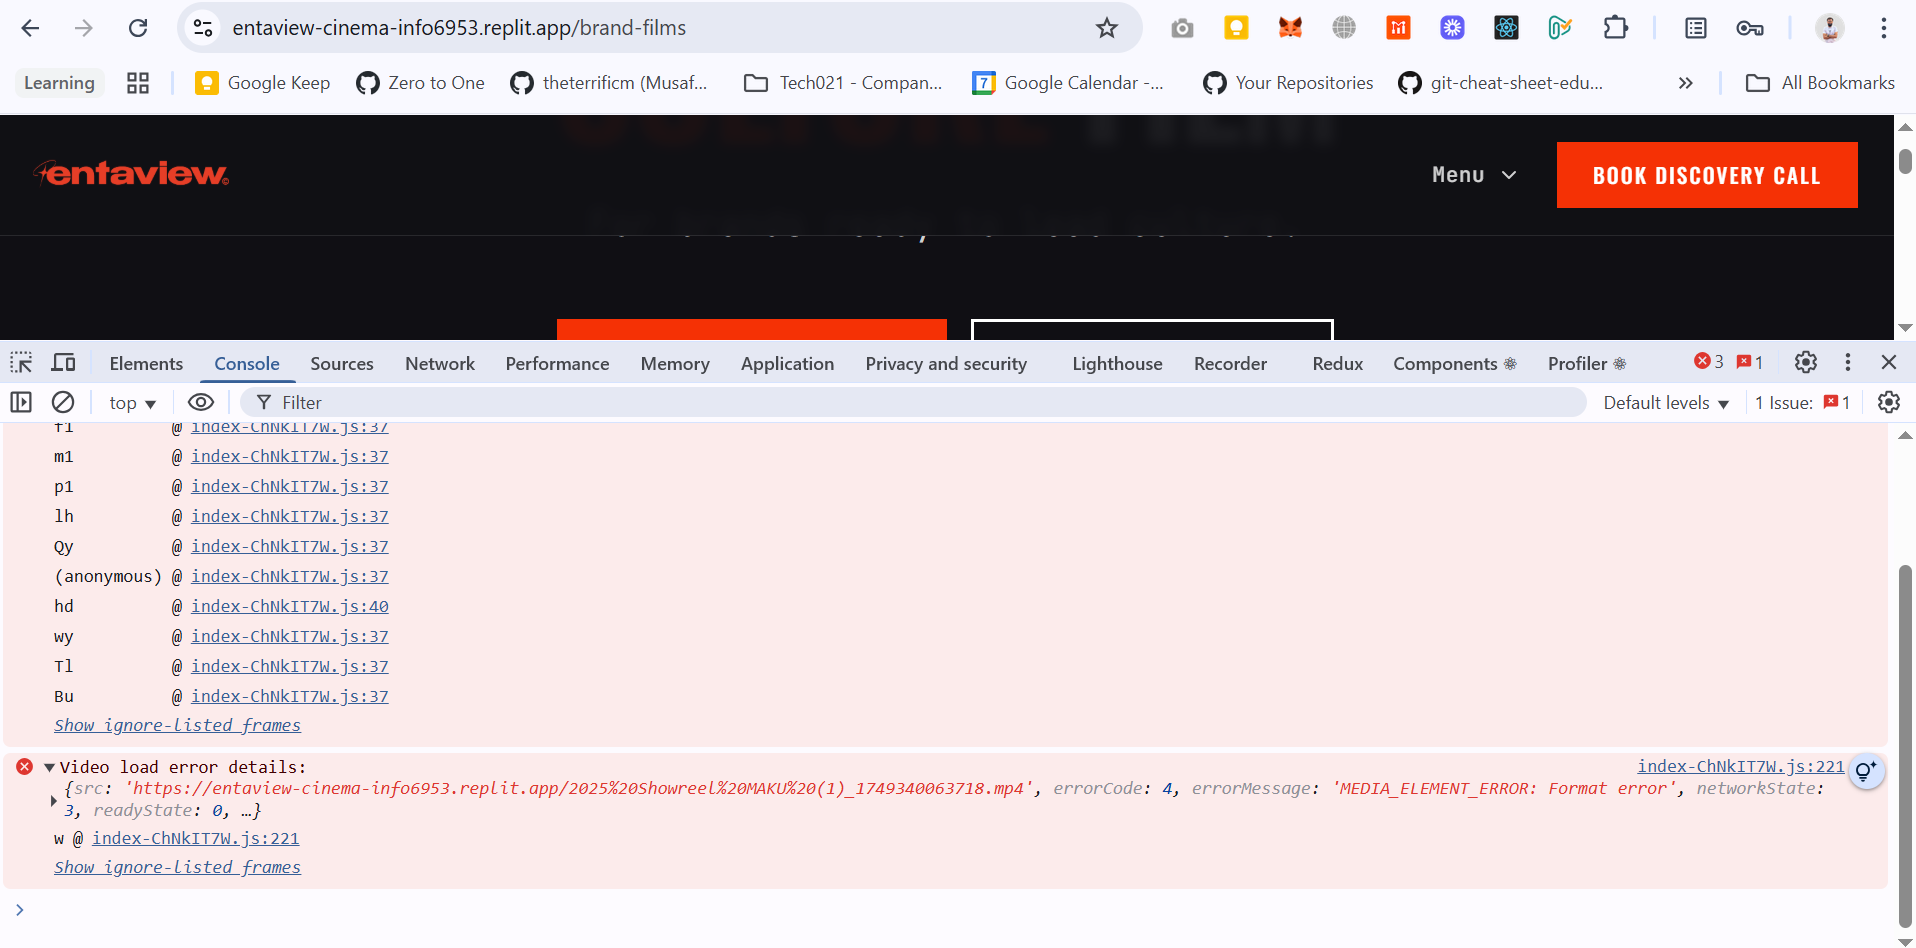 entaview-cinema-info6953.replit.app/brand-films
Learning
Google Keep
Zero to One
theterrificm (Musaf...
Tech021 - Compan...
Google Calendar -...
Your Repositories
git-cheat-sheet-edu...
»
All Bookmarks
entaview.
Menu
BOOK DISCOVERY CALL
Elements Console Sources Network Performance Memory Application Privacy and security Lighthouse Recorder Redux Components Profiler 3 1
top Filter Default levels 1 Issue: 1
f1 @ index-ChNkIT7W.js:37
m1 @ index-ChNkIT7W.js:37
p1 @ index-ChNkIT7W.js:37
lh @ index-ChNkIT7W.js:37
Qy @ index-ChNkIT7W.js:37
(anonymous) @ index-ChNkIT7W.js:37
hd @ index-ChNkIT7W.js:40
wy @ index-ChNkIT7W.js:37
Tl @ index-ChNkIT7W.js:37
Bu @ index-ChNkIT7W.js:37
Show ignore-listed frames
Video load error details: index-ChNkIT7W.js:221
{src: 'https://entaview-cinema-info6953.replit.app/2025%20Showreel%20MAKU%20(1)_1749340063718.mp4', errorCode: 4, errorMessage: 'MEDIA_ELEMENT_ERROR: Format error', networkState:
3, readyState: 0, …}
w @ index-ChNkIT7W.js:221
Show ignore-listed frames